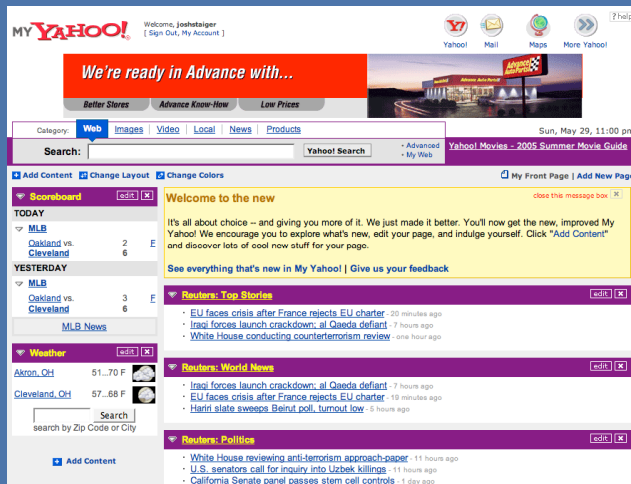 MY YAHOO!
Welcome, joshstaiger
[ Sign Out, My Account ]
Yahoo! Mail Maps More Yahoo!
? help
We're ready in Advance with...
Better Stores Advance Know-How Low Prices
Advance Auto Parts
Category: Web Images Video Local News Products
Sun, May 29, 11:00 pm
Search: Yahoo! Search
· Advanced
· My Web
Yahoo! Movies - 2005 Summer Movie Guide
Add Content Change Layout Change Colors
My Front Page | Add New Page
Scoreboard edit X
TODAY
MLB
Oakland vs. 2 F
Cleveland 6
YESTERDAY
MLB
Oakland vs. 3 F
Cleveland 6
MLB News
Weather edit X
Akron, OH 51...70 F
Cleveland, OH 57...68 F
Search
search by Zip Code or City
Add Content
Welcome to the new
close this message box X
It's all about choice -- and giving you more of it. We just made it better. You'll now get the new, improved My
Yahoo! We encourage you to explore what's new, edit your page, and indulge yourself. Click "Add Content"
and discover lots of cool new stuff for your page.
See everything that's new in My Yahoo! | Give us your feedback
Reuters: Top Stories edit X
· EU faces crisis after France rejects EU charter - 20 minutes ago
· Iraqi forces launch crackdown; al Qaeda defiant - 7 hours ago
· White House conducting counterterrorism review - one hour ago
Reuters: World News edit X
· Iraqi forces launch crackdown; al Qaeda defiant - 7 hours ago
· EU faces crisis after France rejects EU charter - 19 minutes ago
· Hariri slate sweeps Beirut poll, turnout low - 5 hours ago
Reuters: Politics edit X
· White House reviewing anti-terrorism approach-paper - 11 hours ago
· U.S. senators call for inquiry into Uzbek killings - 11 hours ago
· California Senate panel passes stem cell controls - 1 day ago